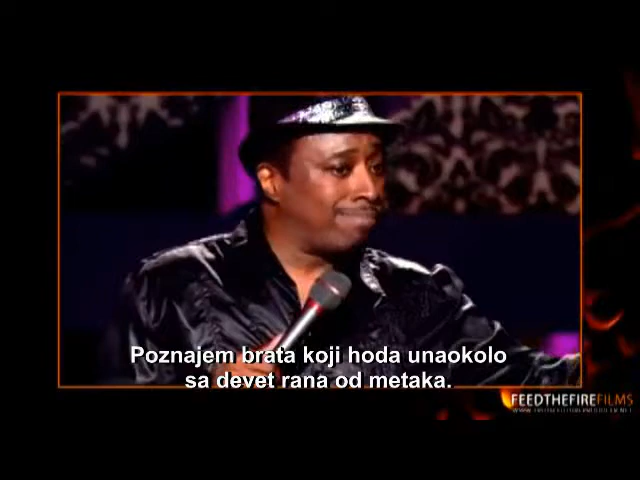 Poznajem brata koji hoda unaokolo
sa devet rana od metaka.
FEEDTHEFIREFILMS